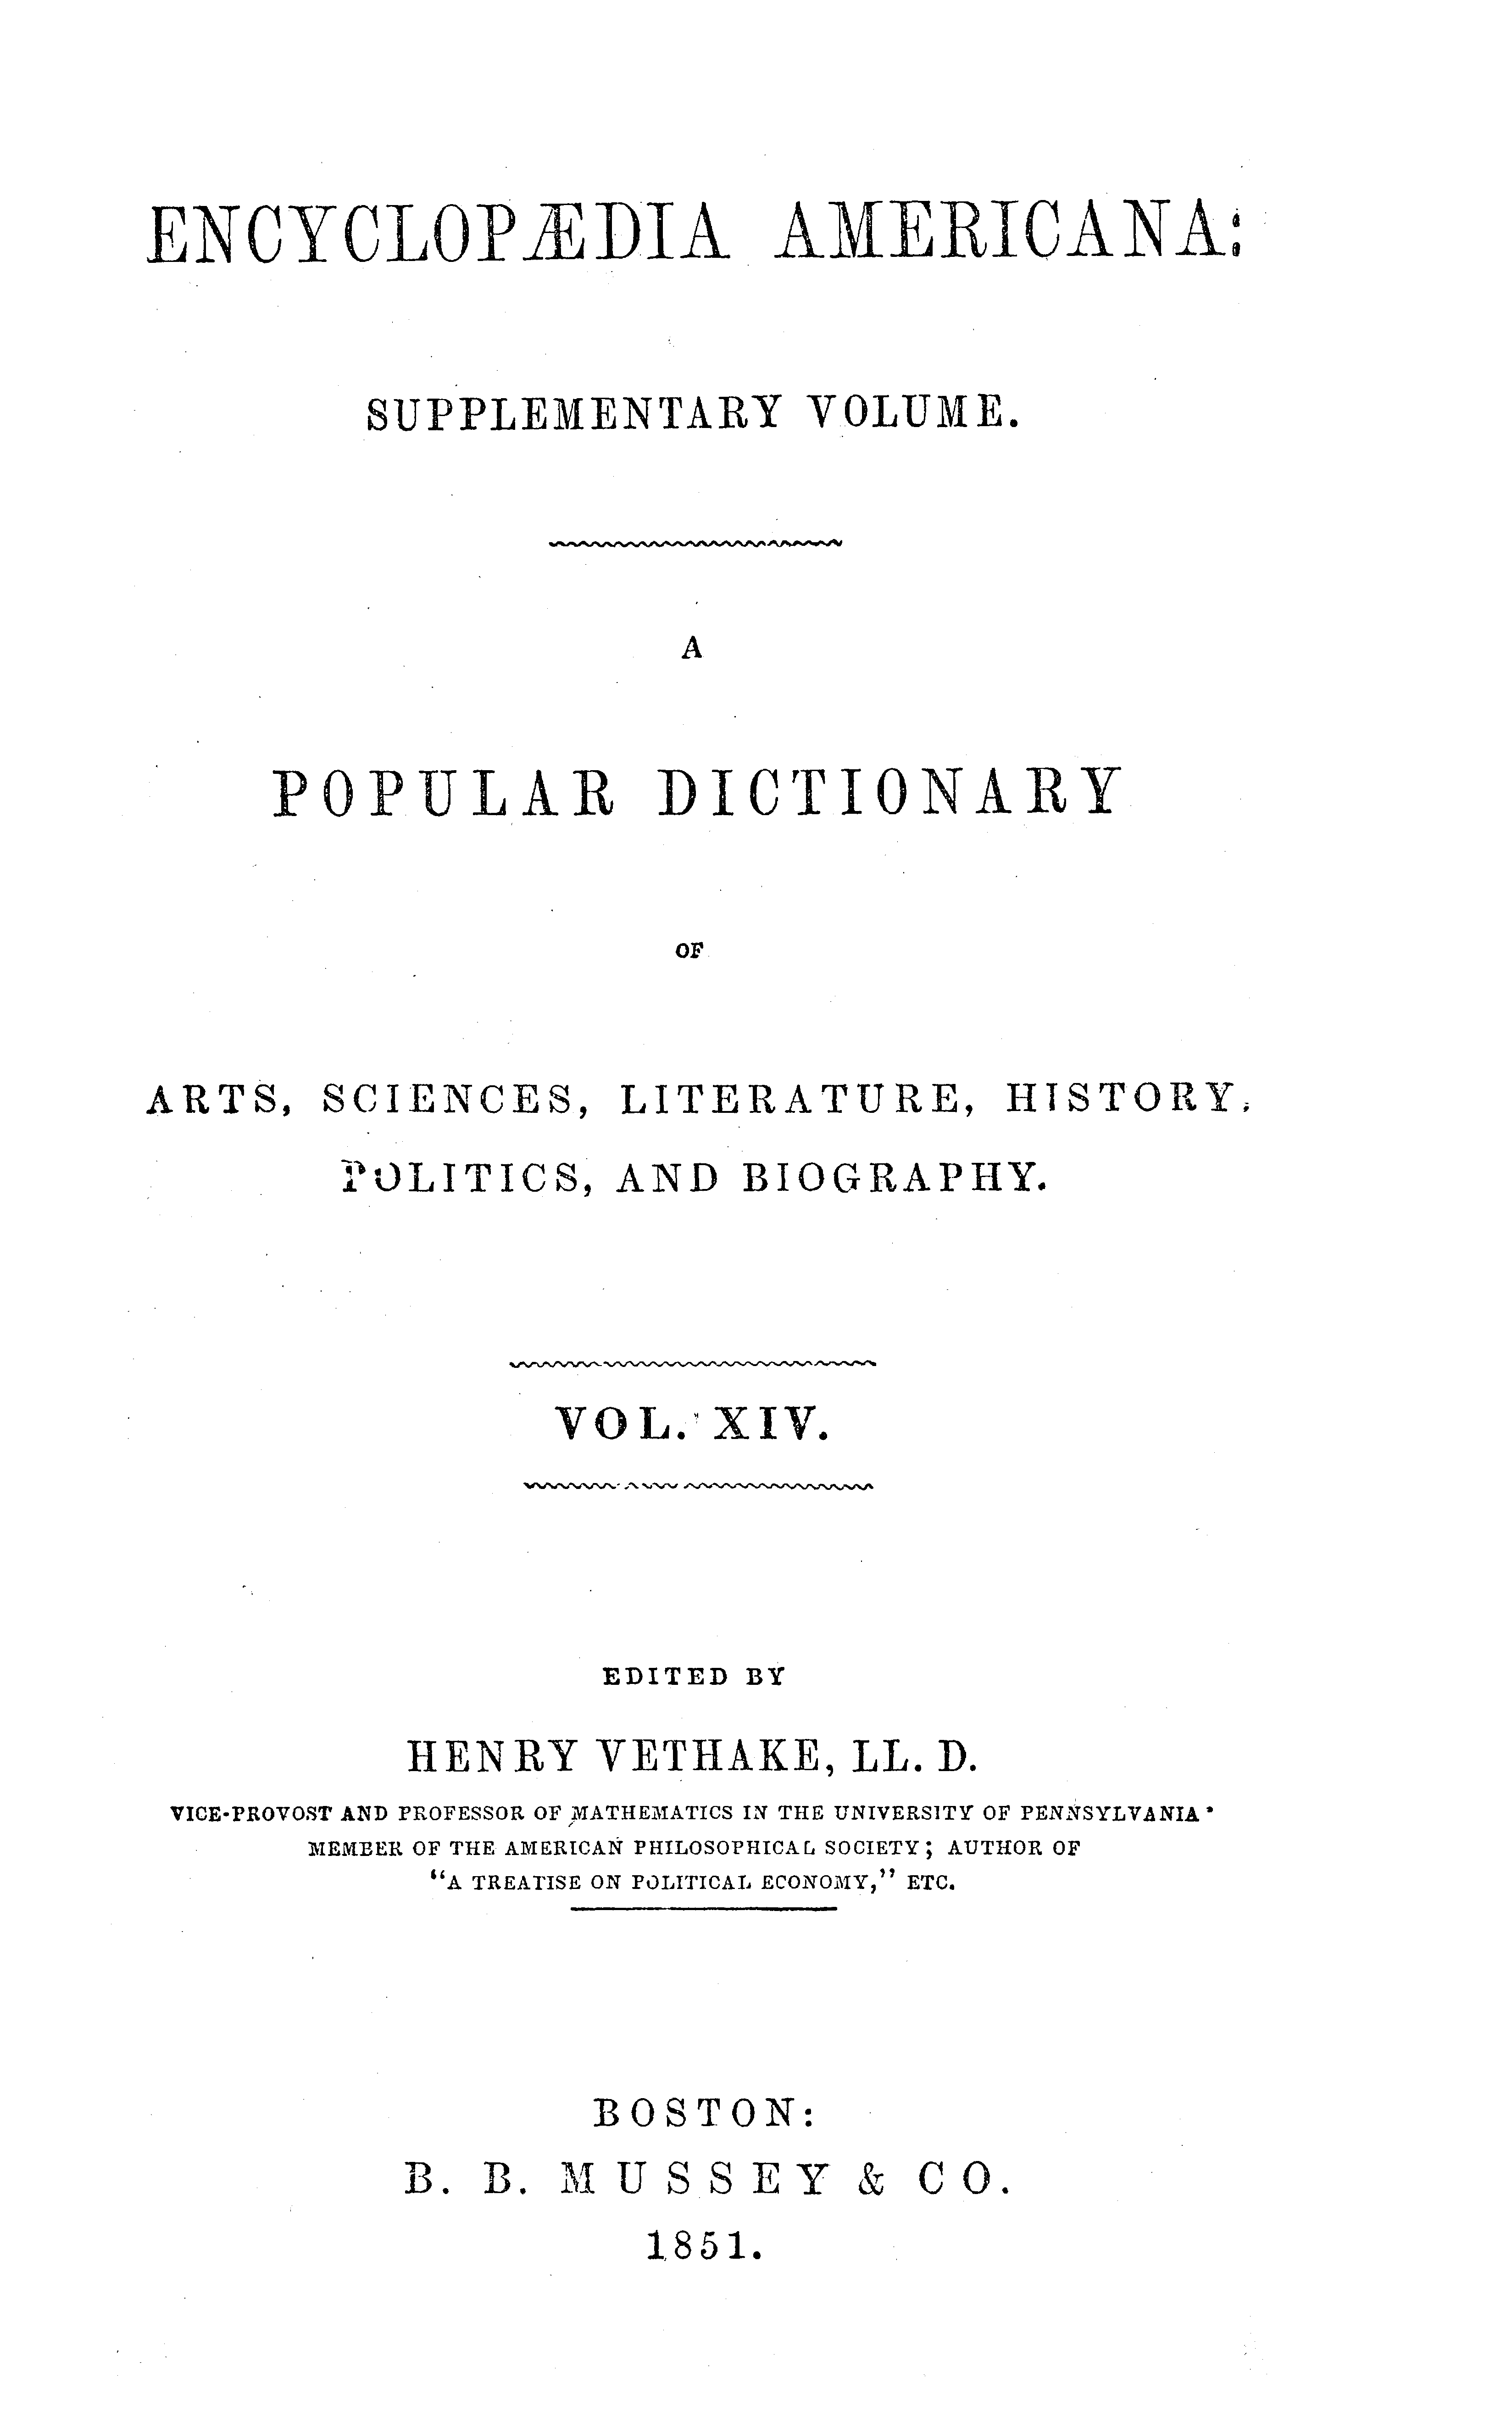 ENCYCLOPÆDIA AMERICANA:
SUPPLEMENTARY VOLUME.
A
POPULAR DICTIONARY
OF
ARTS, SCIENCES, LITERATURE, HISTORY,
POLITICS, AND BIOGRAPHY.
VOL. XIV.
EDITED BY
HENRY VETHAKE, LL. D.
VICE-PROVOST AND PROFESSOR OF MATHEMATICS IN THE UNIVERSITY OF PENNSYLVANIA·
MEMBER OF THE AMERICAN PHILOSOPHICAL SOCIETY; AUTHOR OF
“A TREATISE ON POLITICAL ECONOMY,” ETC.
BOSTON:
B. B. MUSSEY & CO.
1851.